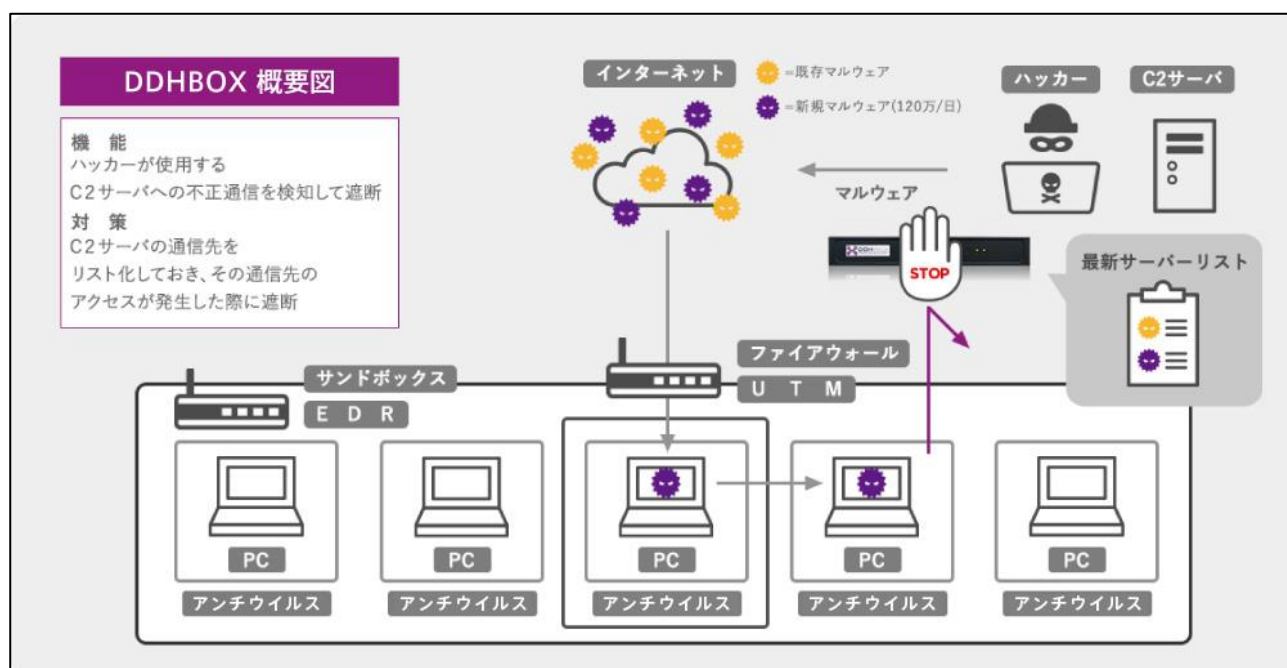 DDHBOX 概要図
機　能
ハッカーが使用する
C2サーバへの不正通信を検知して遮断
対　策
C2サーバの通信先を
リスト化しておき、その通信先の
アクセスが発生した際に遮断
インターネット
=既存マルウェア
=新規マルウェア(120万/日)
ハッカー
C2サーバ
マルウェア
DDH
STOP
最新サーバーリスト
ファイアウォール
U T M
サンドボックス
E D R
PC
PC
PC
PC
PC
アンチウイルス
アンチウイルス
アンチウイルス
アンチウイルス
アンチウイルス